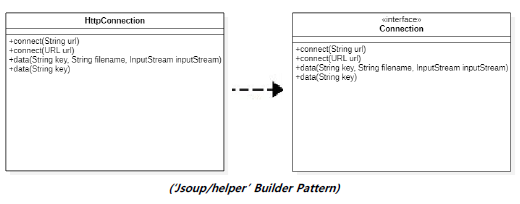 HttpConnection
+connect(String url)
+connect(URL url)
+data(String key, String filename, InputStream inputStream)
+data(String key)
«interface»
Connection
+connect(String url)
+connect(URL url)
+data(String key, String filename, InputStream inputStream)
+data(String key)
('Jsoup/helper' Builder Pattern)